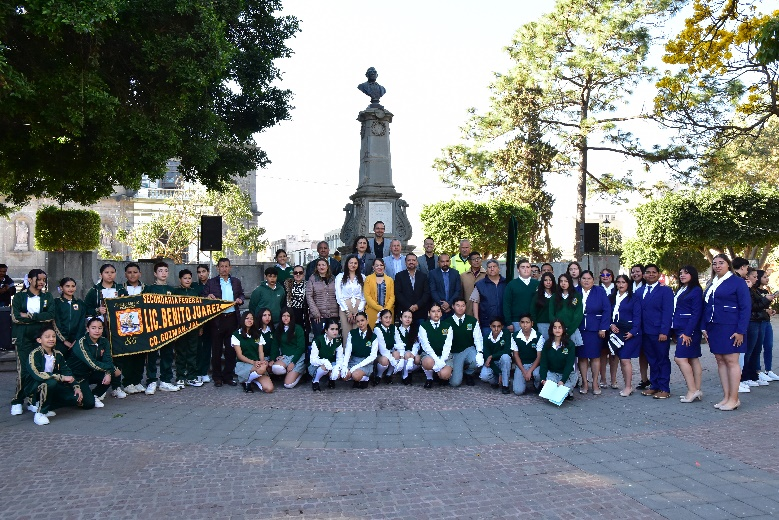 SECUNDARIA FEDERAL
LIC. BENITO JUAREZ
CD. GUZMAN, JAL.